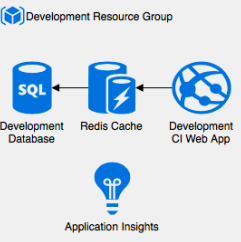 Development Resource Group
SQL
Development
Database
Redis Cache
Development
CI Web App
Application Insights